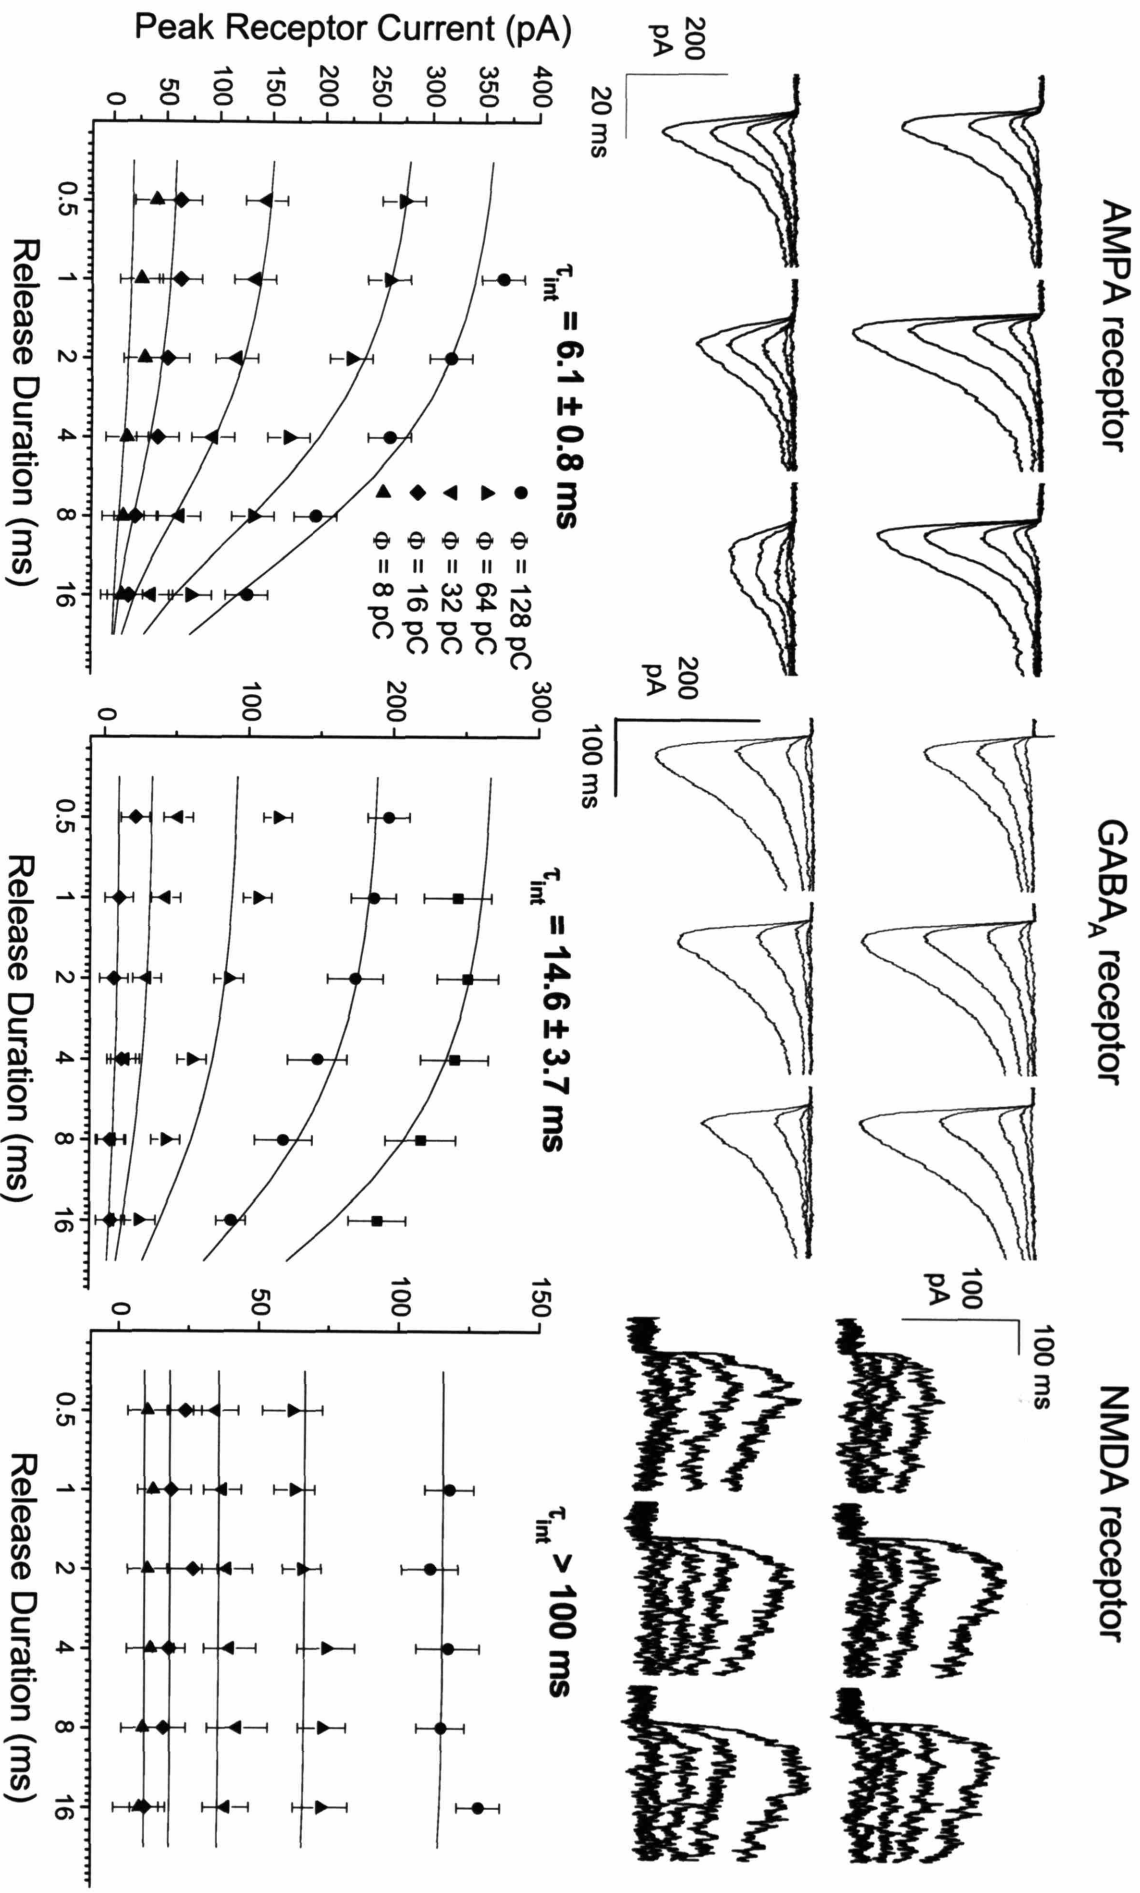 AMPA receptor
GABA_A receptor
NMDA receptor
200
pA
20 ms
200
pA
100 ms
100
pA
100 ms
τ_int = 6.1 ± 0.8 ms
τ_int = 14.6 ± 3.7 ms
τ_int > 100 ms
Peak Receptor Current (pA)
400
350
300
250
200
150
100
50
0
Φ = 128 pC
Φ = 64 pC
Φ = 32 pC
Φ = 16 pC
Φ = 8 pC
0.5 1 2 4 8 16
Release Duration (ms)
300
200
100
0
0.5 1 2 4 8 16
Release Duration (ms)
150
100
50
0
0.5 1 2 4 8 16
Release Duration (ms)